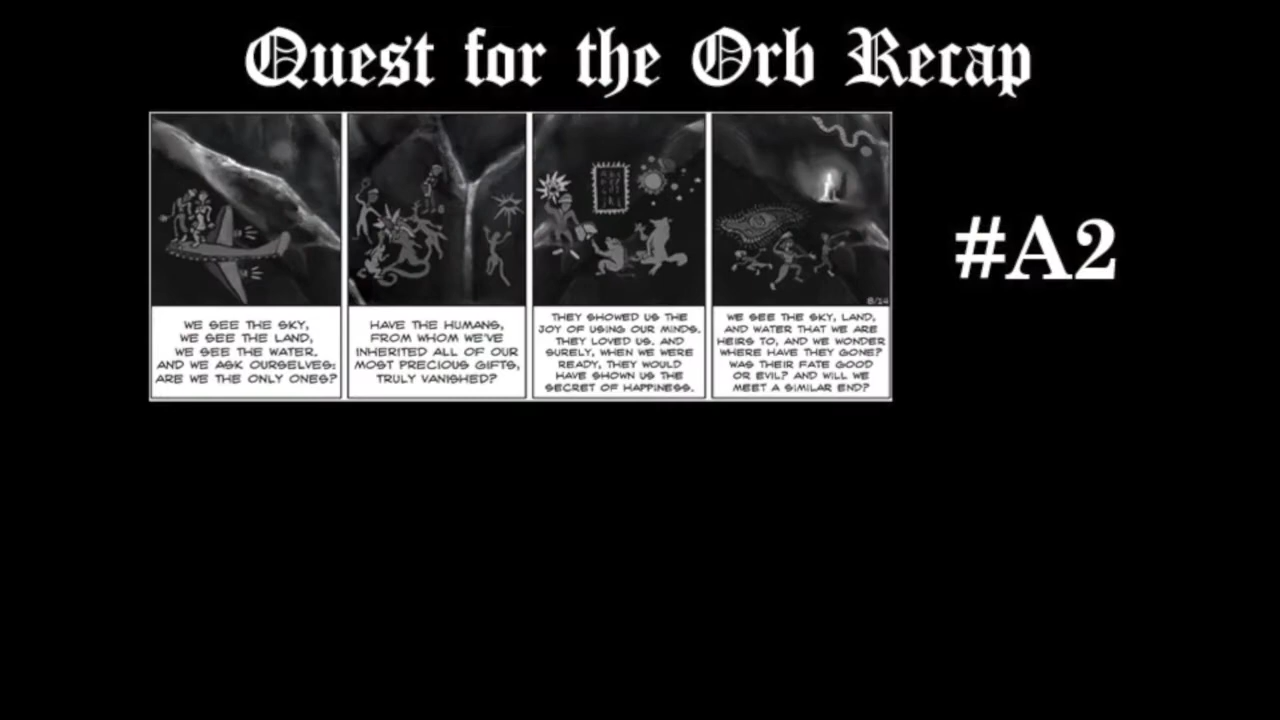 Quest for the Orb Recap
WE SEE THE SKY,
WE SEE THE LAND,
WE SEE THE WATER.
AND WE ASK OURSELVES:
ARE WE THE ONLY ONES?
HAVE THE HUMANS,
FROM WHOM WE'VE
INHERITED ALL OF OUR
MOST PRECIOUS GIFTS,
TRULY VANISHED?
THEY SHOWED US THE
JOY OF USING OUR MINDS.
THEY LOVED US. AND
SURELY, WHEN WE WERE
READY, THEY WOULD
HAVE SHOWN US THE
SECRET OF HAPPINESS.
8/24
WE SEE THE SKY, LAND,
AND WATER THAT WE ARE
HEIRS TO, AND WE WONDER
WHERE HAVE THEY GONE?
WAS THEIR FATE GOOD
OR EVIL? AND WILL WE
MEET A SIMILAR END?
#A2